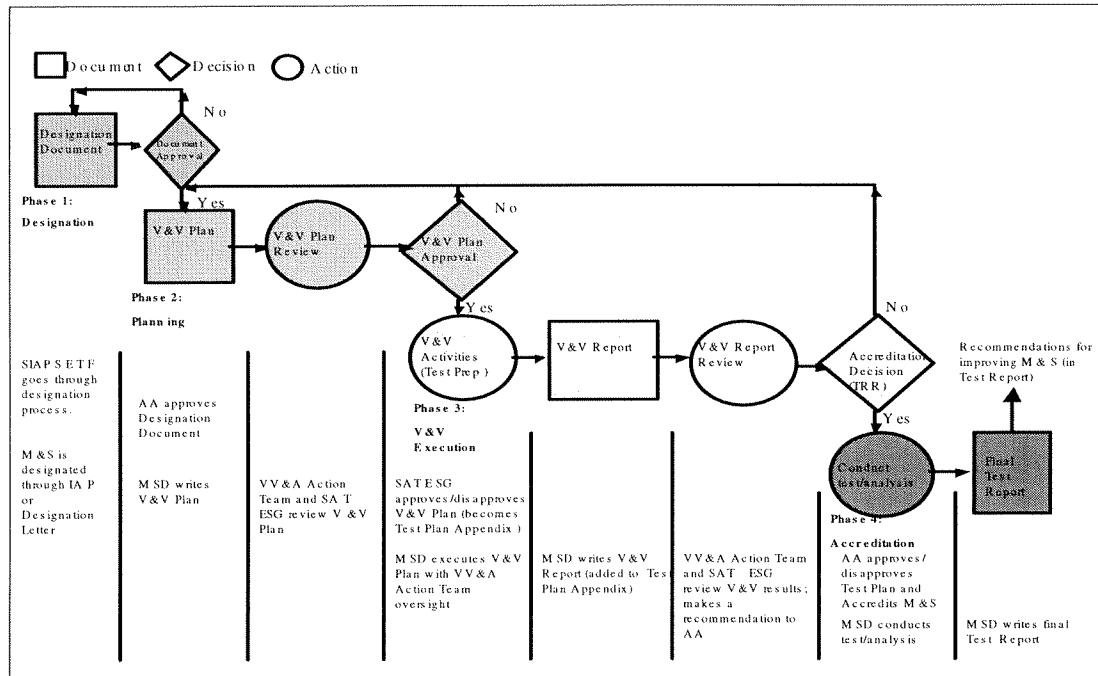 Document
Decision
Action
No
Designation
Document
Document
Approval
Phase 1:
Designation
Yes
No
V&V Plan
V&V Plan
Review
V&V Plan
Approval
Phase 2:
Planning
Yes
No
V&V
Activities
(Test Prep)
V&V Report
V&V Report
Review
Accreditation
Decision
(TRR)
Recommendations for
improving M & S (in
Test Report)
Phase 3:
V&V
Execution
Yes
Conduct
test/analysis
Final
Test
Report
Phase 4:
Accreditation
SIAP SETF
goes through
designation
process.
M&S is
designated
through IAP
or
Designation
Letter
AA approves
Designation
Document
MSD writes
V&V Plan
VV&A Action
Team and SAT
ESG review V&V
Plan
SATESG
approves/disapproves
V&V Plan (becomes
Test Plan Appendix )
MSD executes V&V
Plan with VV&A
Action Team
oversight
MSD writes V&V
Report (added to Test
Plan Appendix)
VV&A Action Team
and SAT ESG
review V&V results;
makes a
recommendation to
AA
AA approves/
disapproves
Test Plan and
Accredits M&S
MSD conducts
test/analysis
MSD writes final
Test Report